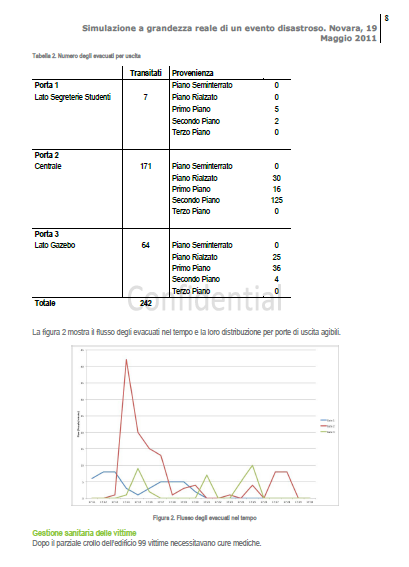 8
Simulazione a grandezza reale di un evento disastroso. Novara, 19
Maggio 2011
Tabella 2. Numero degli evacuati per uscita
Transitati Provenienza
Porta 1 Piano Seminterrato 0
Lato Segreterie Studenti 7 Piano Rialzato 0
Primo Piano 5
Secondo Piano 2
Terzo Piano 0
Porta 2
Centrale 171 Piano Seminterrato 0
Piano Rialzato 30
Primo Piano 16
Secondo Piano 125
Terzo Piano 0
Porta 3
Lato Gazebo 64 Piano Seminterrato 0
Piano Rialzato 25
Primo Piano 36
Secondo Piano 4
Terzo Piano 0
Totale 242
Confidential
La figura 2 mostra il flusso degli evacuati nel tempo e la loro distribuzione per porte di uscita agibili.
Figura 2. Flusso degli evacuati nel tempo
Gestione sanitaria delle vittime
Dopo il parziale crollo dell'edificio 99 vittime necessitavano cure mediche.